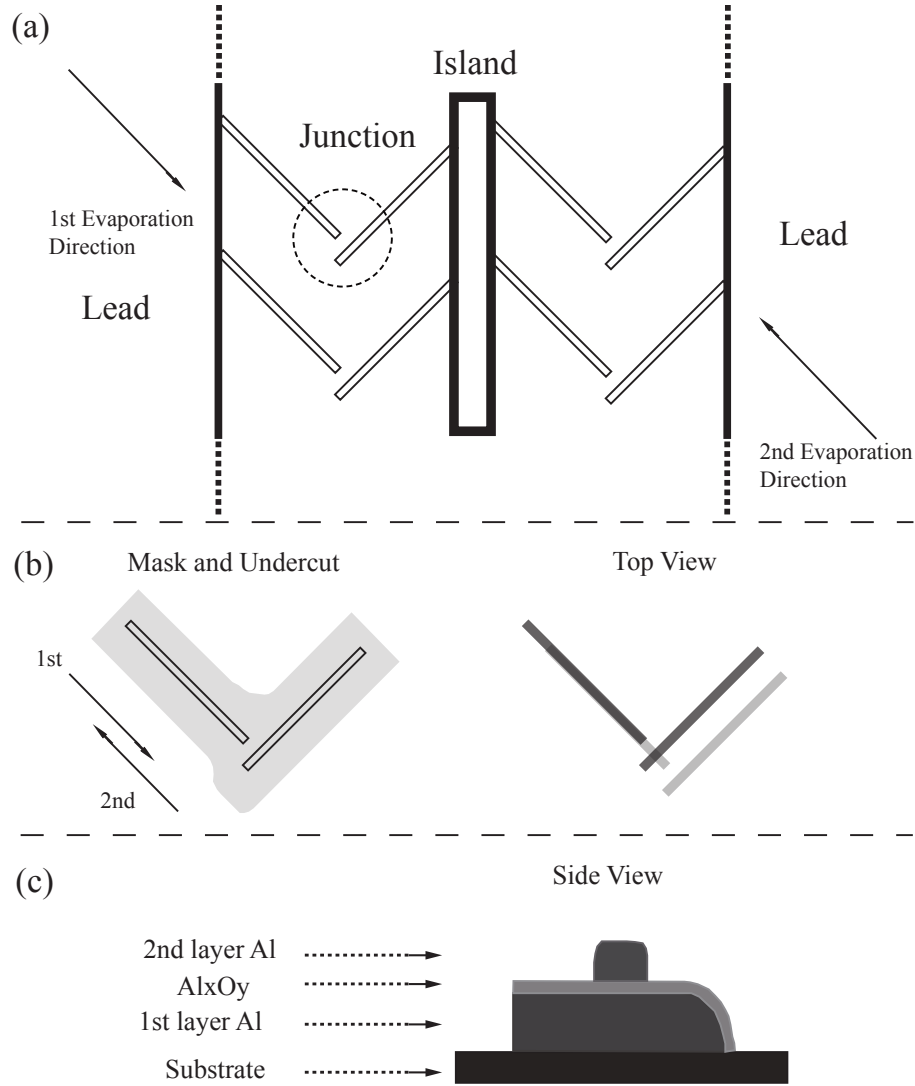 (a)
Island
Junction
1st Evaporation
Direction
Lead
Lead
2nd Evaporation
Direction
(b)
Mask and Undercut
Top View
1st
2nd
(c)
Side View
2nd layer Al
AlxOy
1st layer Al
Substrate